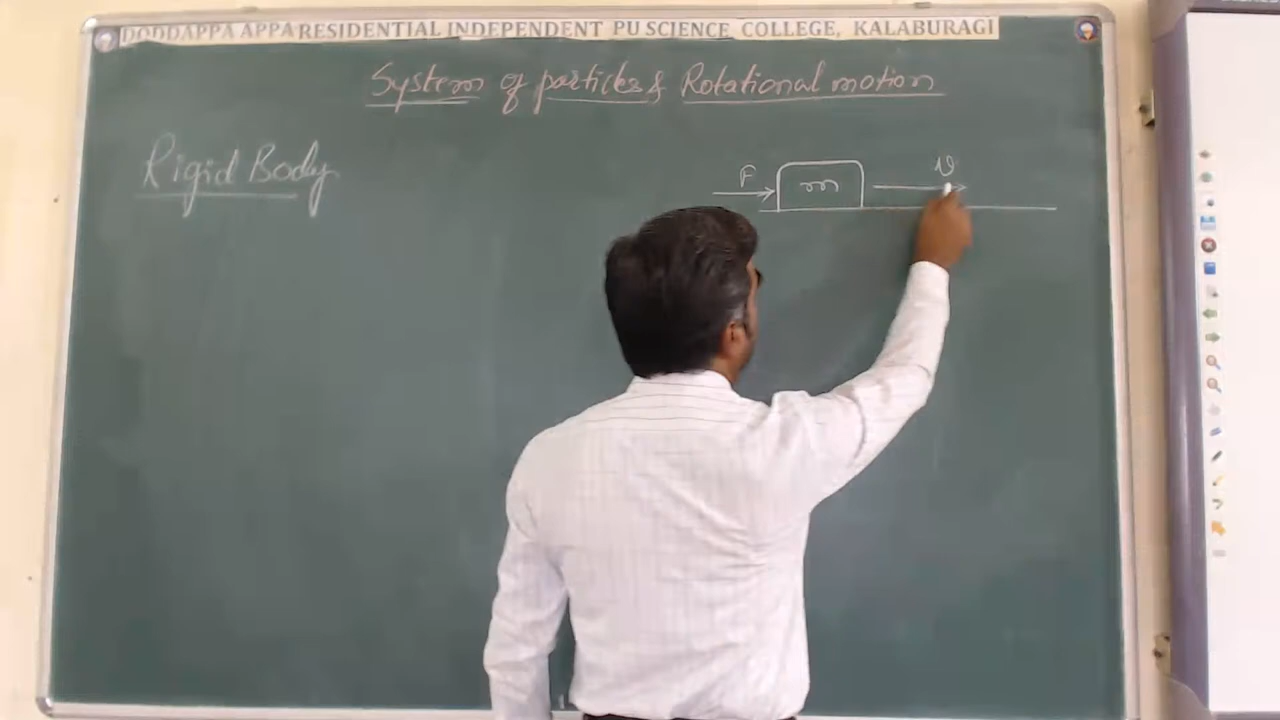 DODDAPPA APPA RESIDENTIAL INDEPENDENT PU SCIENCE COLLEGE, KALABURAGI
System of particles & Rotational motion
Rigid Body
F m v